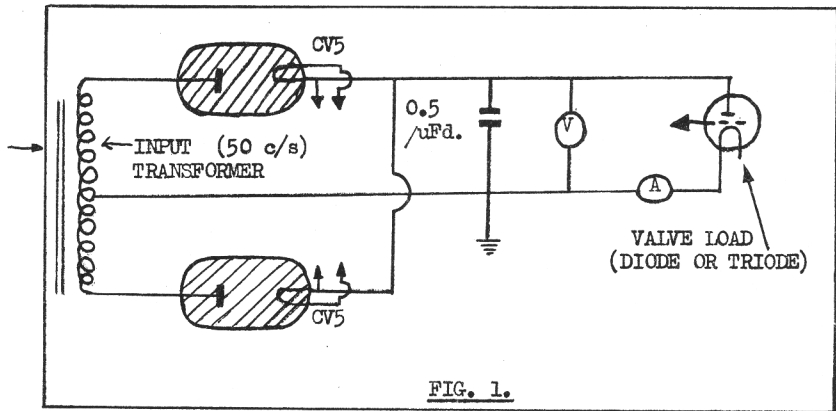 CV5
0.5
/uFd.
V
INPUT (50 c/s)
TRANSFORMER
A
VALVE LOAD
(DIODE OR TRIODE)
CV5
FIG. 1.